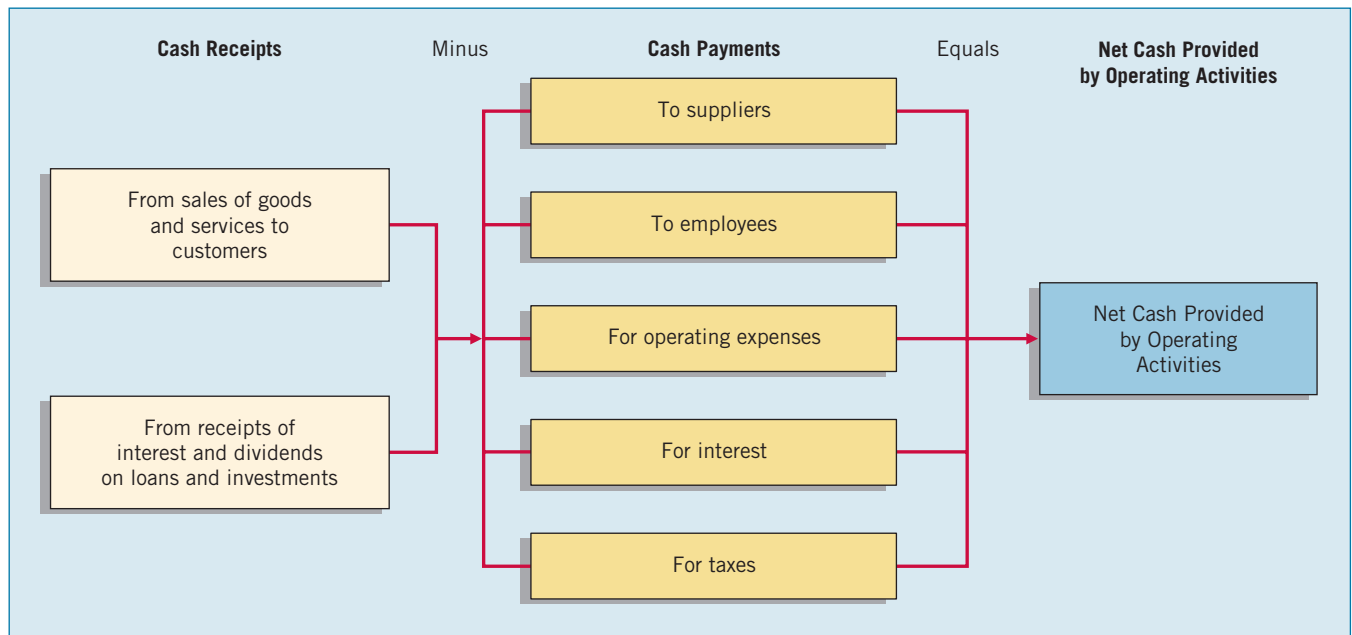 Cash Receipts
Minus
Cash Payments
Equals
Net Cash Provided
by Operating Activities
From sales of goods
and services to
customers
From receipts of
interest and dividends
on loans and investments
To suppliers
To employees
For operating expenses
For interest
For taxes
Net Cash Provided
by Operating
Activities